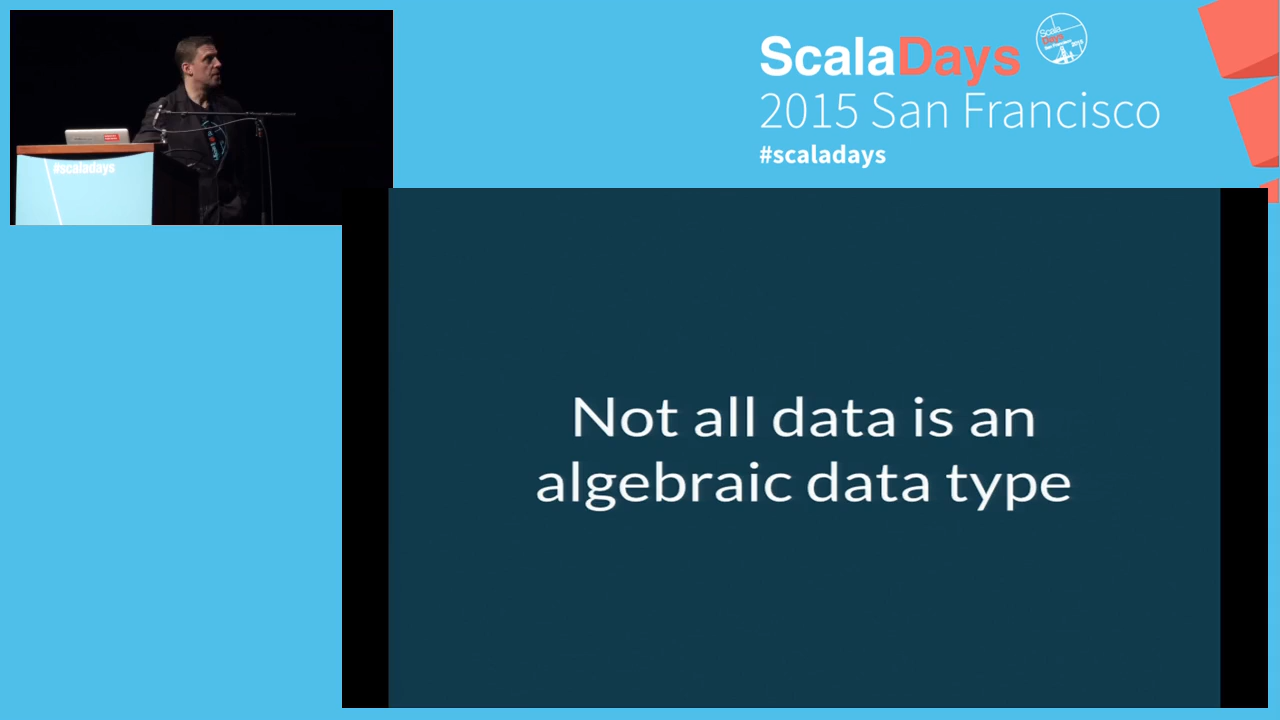 ScalaDays
2015 San Francisco
#scaladays
#scaladays
Not all data is an
algebraic data type